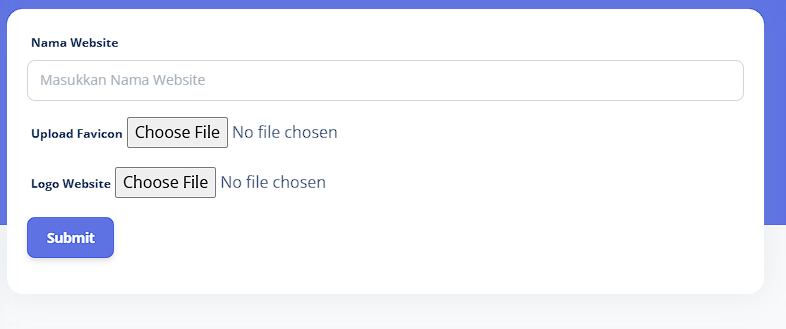 Nama Website
Masukkan Nama Website
Upload Favicon Choose File No file chosen
Logo Website Choose File No file chosen
Submit